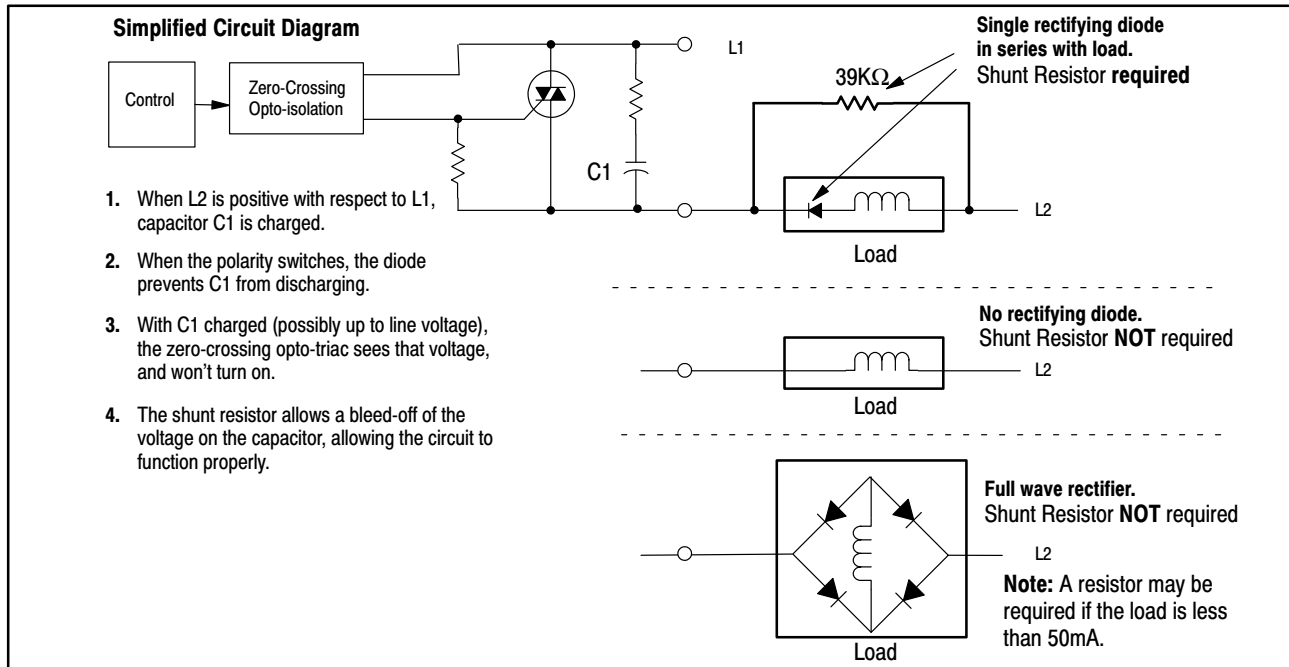 Simplified Circuit Diagram
Control
Zero-Crossing
Opto-isolation
C1
L1
39KΩ
Single rectifying diode
in series with load.
Shunt Resistor required
L2
Load
1. When L2 is positive with respect to L1,
capacitor C1 is charged.
2. When the polarity switches, the diode
prevents C1 from discharging.
3. With C1 charged (possibly up to line voltage),
the zero-crossing opto-triac sees that voltage,
and won't turn on.
4. The shunt resistor allows a bleed-off of the
voltage on the capacitor, allowing the circuit to
function properly.
No rectifying diode.
Shunt Resistor NOT required
L2
Load
Full wave rectifier.
Shunt Resistor NOT required
L2
Note: A resistor may be
required if the load is less
than 50mA.
Load